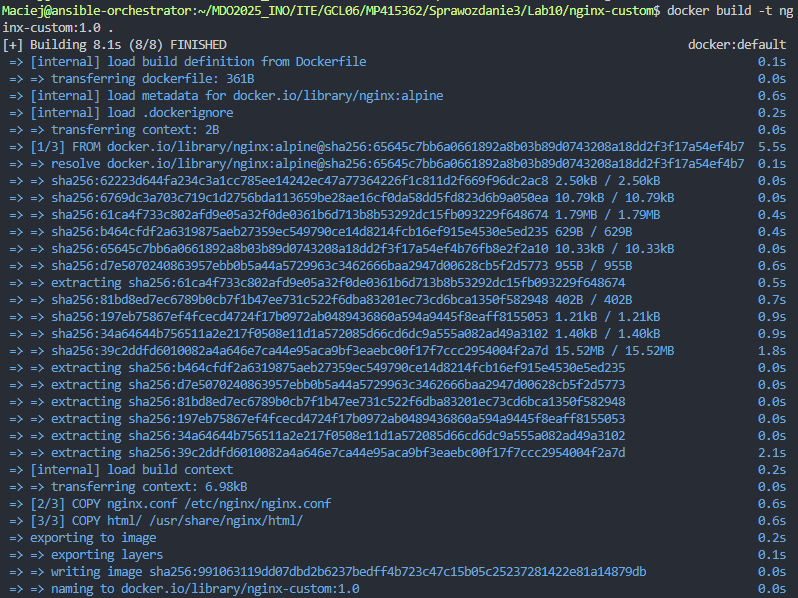 Maciej@ansible-orchestrator:~/MDO2025_INO/ITE/GCL06/MP415362/Sprawozdanie3/Lab10/nginx-custom$ docker build -t ng
inx-custom:1.0 .
[+] Building 8.1s (8/8) FINISHED docker:default
=> [internal] load build definition from Dockerfile 0.1s
=> => transferring dockerfile: 361B 0.0s
=> [internal] load metadata for docker.io/library/nginx:alpine 0.6s
=> [internal] load .dockerignore 0.2s
=> => transferring context: 2B 0.0s
=> [1/3] FROM docker.io/library/nginx:alpine@sha256:65645c7bb6a0661892a8b03b89d0743208a18dd2f3f17a54ef4b7 5.5s
=> => resolve docker.io/library/nginx:alpine@sha256:65645c7bb6a0661892a8b03b89d0743208a18dd2f3f17a54ef4b7 0.1s
=> => sha256:62223d644fa234c3a1cc785ee14242ec47a77364226f1c811d2f669f96dc2ac8 2.50kB / 2.50kB 0.0s
=> => sha256:6769dc3a703c719c1d2756bda113659be28ae16cf0da58dd5fd823d6b9a050ea 10.79kB / 10.79kB 0.0s
=> => sha256:61ca4f733c802afd9e05a32f0de0361b6d713b8b53292dc15fb093229f648674 1.79MB / 1.79MB 0.4s
=> => sha256:b464cfdf2a6319875aeb27359ec549790ce14d8214fcb16ef915e4530e5ed235 629B / 629B 0.4s
=> => sha256:65645c7bb6a0661892a8b03b89d0743208a18dd2f3f17a54ef4b76fb8e2f2a10 10.33kB / 10.33kB 0.0s
=> => sha256:d7e5070240863957ebb0b5a44a5729963c3462666baa2947d00628cb5f2d5773 955B / 955B 0.6s
=> => extracting sha256:61ca4f733c802afd9e05a32f0de0361b6d713b8b53292dc15fb093229f648674 0.5s
=> => sha256:81bd8ed7ec6789b0cb7f1b47ee731c522f6dba83201ec73cd6bca1350f582948 402B / 402B 0.7s
=> => sha256:197eb75867ef4fcecd4724f17b0972ab0489436860a594a9445f8eaff8155053 1.21kB / 1.21kB 0.9s
=> => sha256:34a64644b756511a2e217f0508e11d1a572085d66cd6dc9a555a082ad49a3102 1.40kB / 1.40kB 0.9s
=> => sha256:39c2ddfd6010082a4a646e7ca44e95aca9bf3eaebc00f17f7ccc2954004f2a7d 15.52MB / 15.52MB 1.8s
=> => extracting sha256:b464cfdf2a6319875aeb27359ec549790ce14d8214fcb16ef915e4530e5ed235 0.0s
=> => extracting sha256:d7e5070240863957ebb0b5a44a5729963c3462666baa2947d00628cb5f2d5773 0.0s
=> => extracting sha256:81bd8ed7ec6789b0cb7f1b47ee731c522f6dba83201ec73cd6bca1350f582948 0.0s
=> => extracting sha256:197eb75867ef4fcecd4724f17b0972ab0489436860a594a9445f8eaff8155053 0.0s
=> => extracting sha256:34a64644b756511a2e217f0508e11d1a572085d66cd6dc9a555a082ad49a3102 0.0s
=> => extracting sha256:39c2ddfd6010082a4a646e7ca44e95aca9bf3eaebc00f17f7ccc2954004f2a7d 2.1s
=> [internal] load build context 0.2s
=> => transferring context: 6.98kB 0.0s
=> [2/3] COPY nginx.conf /etc/nginx/nginx.conf 0.6s
=> [3/3] COPY html/ /usr/share/nginx/html/ 0.6s
=> exporting to image 0.2s
=> => exporting layers 0.1s
=> => writing image sha256:991063119dd07dbd2b6237bedff4b723c47c15b05c25237281422e81a14879db 0.0s
=> => naming to docker.io/library/nginx-custom:1.0 0.0s